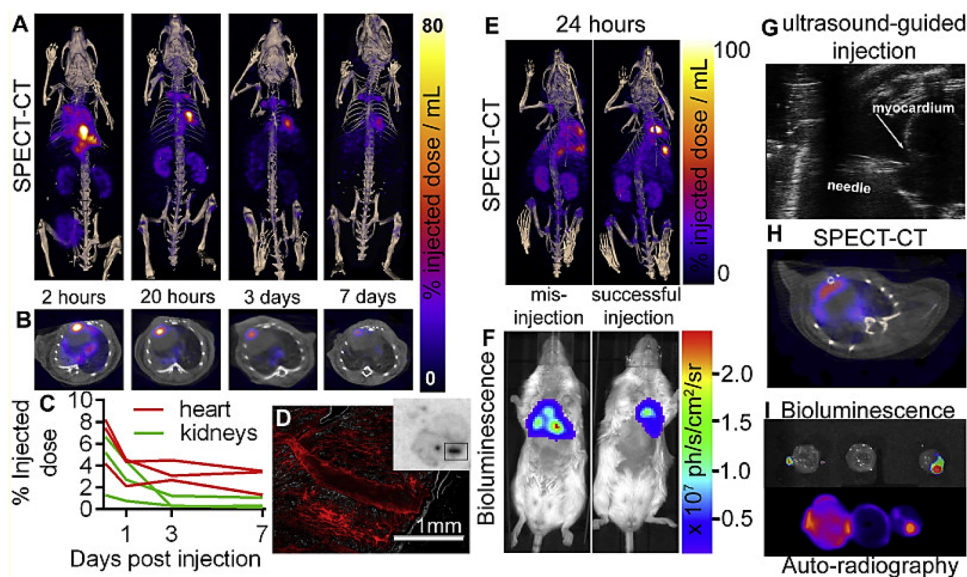 A
SPECT-CT
80
% injected dose / mL
0
2 hours
20 hours
3 days
7 days
B
C
% Injected
dose
10
8
6
4
2
0
heart
kidneys
1
3
7
Days post injection
D
1mm
E
24 hours
SPECT-CT
100
% injected dose / mL
0
mis-
injection
successful
injection
F
Bioluminescence
2.0
1.5
1.0
0.5
x 10⁷ ph/s/cm²/sr
G
ultrasound-guided
injection
myocardium
needle
H
SPECT-CT
I Bioluminescence
Auto-radiography